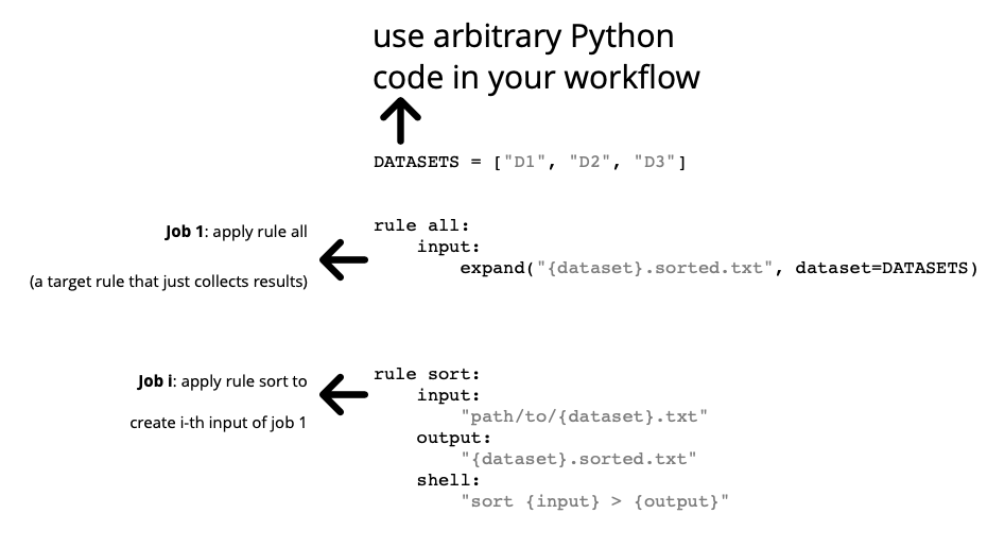 use arbitrary Python
code in your workflow
DATASETS = ["D1", "D2", "D3"]
Job 1: apply rule all
(a target rule that just collects results)
rule all:
    input:
        expand("{dataset}.sorted.txt", dataset=DATASETS)
Job i: apply rule sort to
create i-th input of job 1
rule sort:
    input:
        "path/to/{dataset}.txt"
    output:
        "{dataset}.sorted.txt"
    shell:
        "sort {input} > {output}"